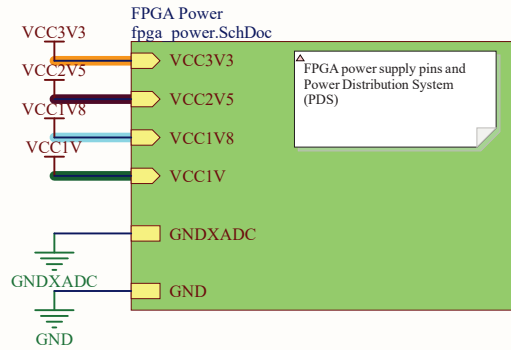 FPGA Power
fpga_power.SchDoc
VCC3V3
VCC3V3
VCC2V5
VCC2V5
VCC1V8
VCC1V8
VCC1V
VCC1V
FPGA power supply pins and
Power Distribution System
(PDS)
GNDXADC
GNDXADC
GND
GND